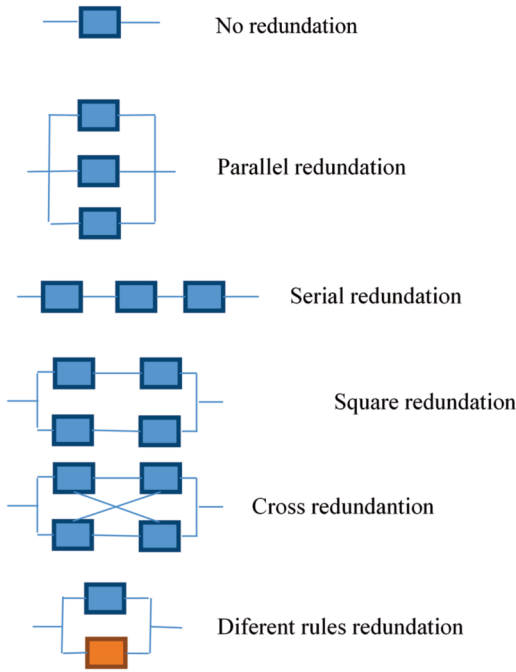 No redundation
Parallel redundation
Serial redundation
Square redundation
Cross redundantion
Diferent rules redundation